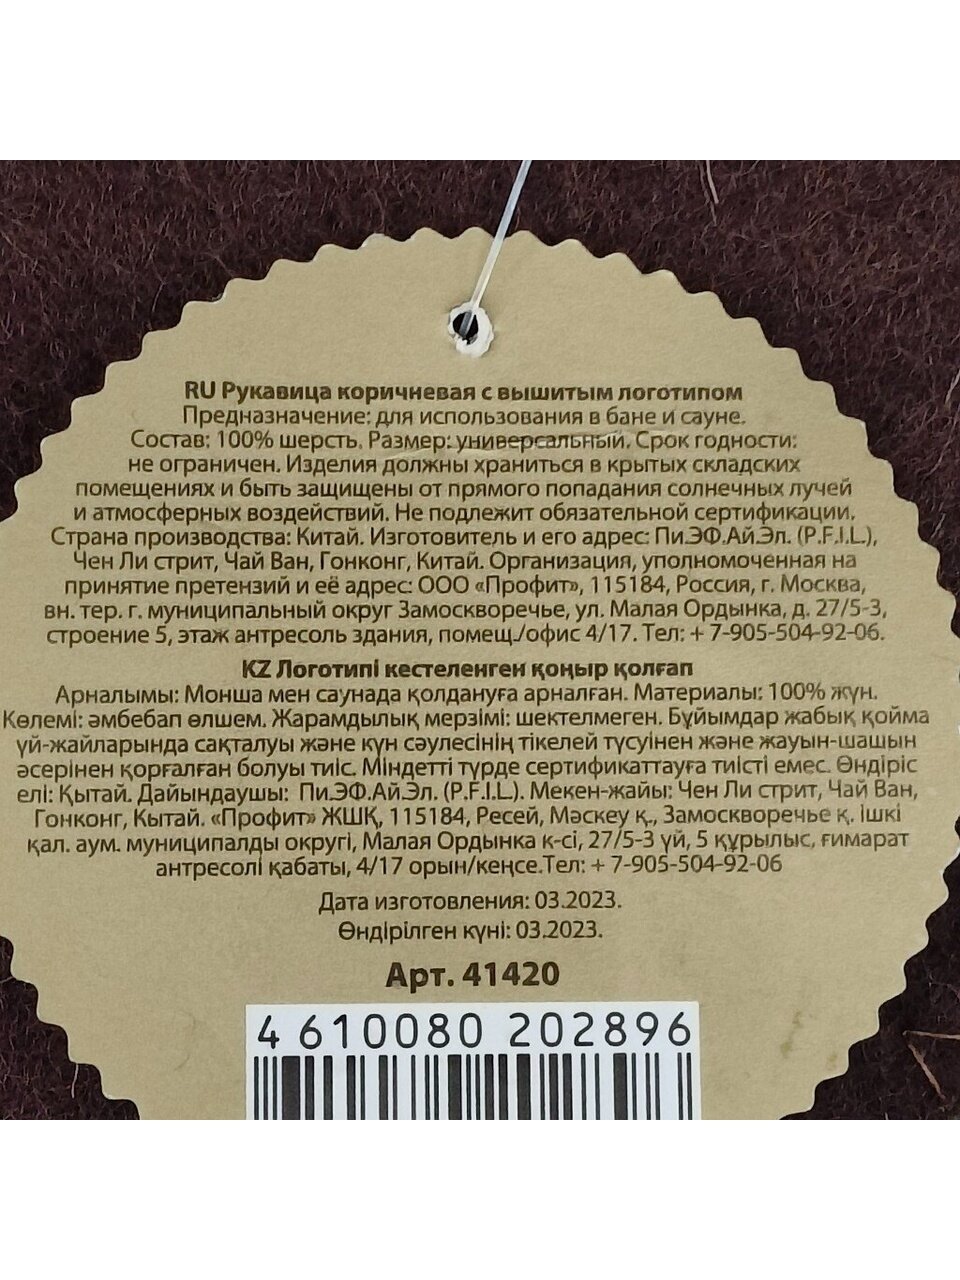 RU Рукавица коричневая с вышитым логотипом
Предназначение: для использования в бане и сауне.
Состав: 100% шерсть. Размер: универсальный. Срок годности:
не ограничен. Изделия должны храниться в крытых складских
помещениях и быть защищены от прямого попадания солнечных лучей
и атмосферных воздействий. Не подлежит обязательной сертификации.
Страна производства: Китай. Изготовитель и его адрес: Пи.ЭФ.Ай.Эл. (P.F.I.L.),
Чен Ли стрит, Чай Ван, Гонконг, Китай. Организация, уполномоченная на
принятие претензий и её адрес: ООО «Профит», 115184, Россия, г. Москва,
вн. тер. г. муниципальный округ Замоскворечье, ул. Малая Ордынка, д. 27/5-3,
строение 5, этаж антресоль здания, помещ./офис 4/17. Тел: + 7-905-504-92-06.
KZ Логотипі кестеленген қоңыр қолғап
Арналымы: Монша мен саунада қолдануға арналған. Материалы: 100% жүн.
Көлемі: әмбебап өлшем. Жарамдылық мерзімі: шектелмеген. Бұйымдар жабық қойма
үй-жайларында сақталуы және күн сәулесінің тікелей түсуінен және жауын-шашын
әсерінен қорғалған болуы тиіс. Міндетті түрде сертификаттауға тиісті емес. Өндіріс
елі: Қытай. Дайындаушы: Пи.ЭФ.Ай.Эл. (P.F.I.L.). Мекен-жайы: Чен Ли стрит, Чай Ван,
Гонконг, Кытай. «Профит» ЖШҚ, 115184, Ресей, Мәскеу қ., Замоскворечье қ. Ішкі
қал. аум. муниципалды округі, Малая Ордынка к-сі, 27/5-3 үй, 5 құрылыс, ғимарат
антресолі қабаты, 4/17 орын/кеңсе.Тел: + 7-905-504-92-06
Дата изготовления: 03.2023.
Өндірілген күні: 03.2023.
Арт. 41420
4 610080 202896